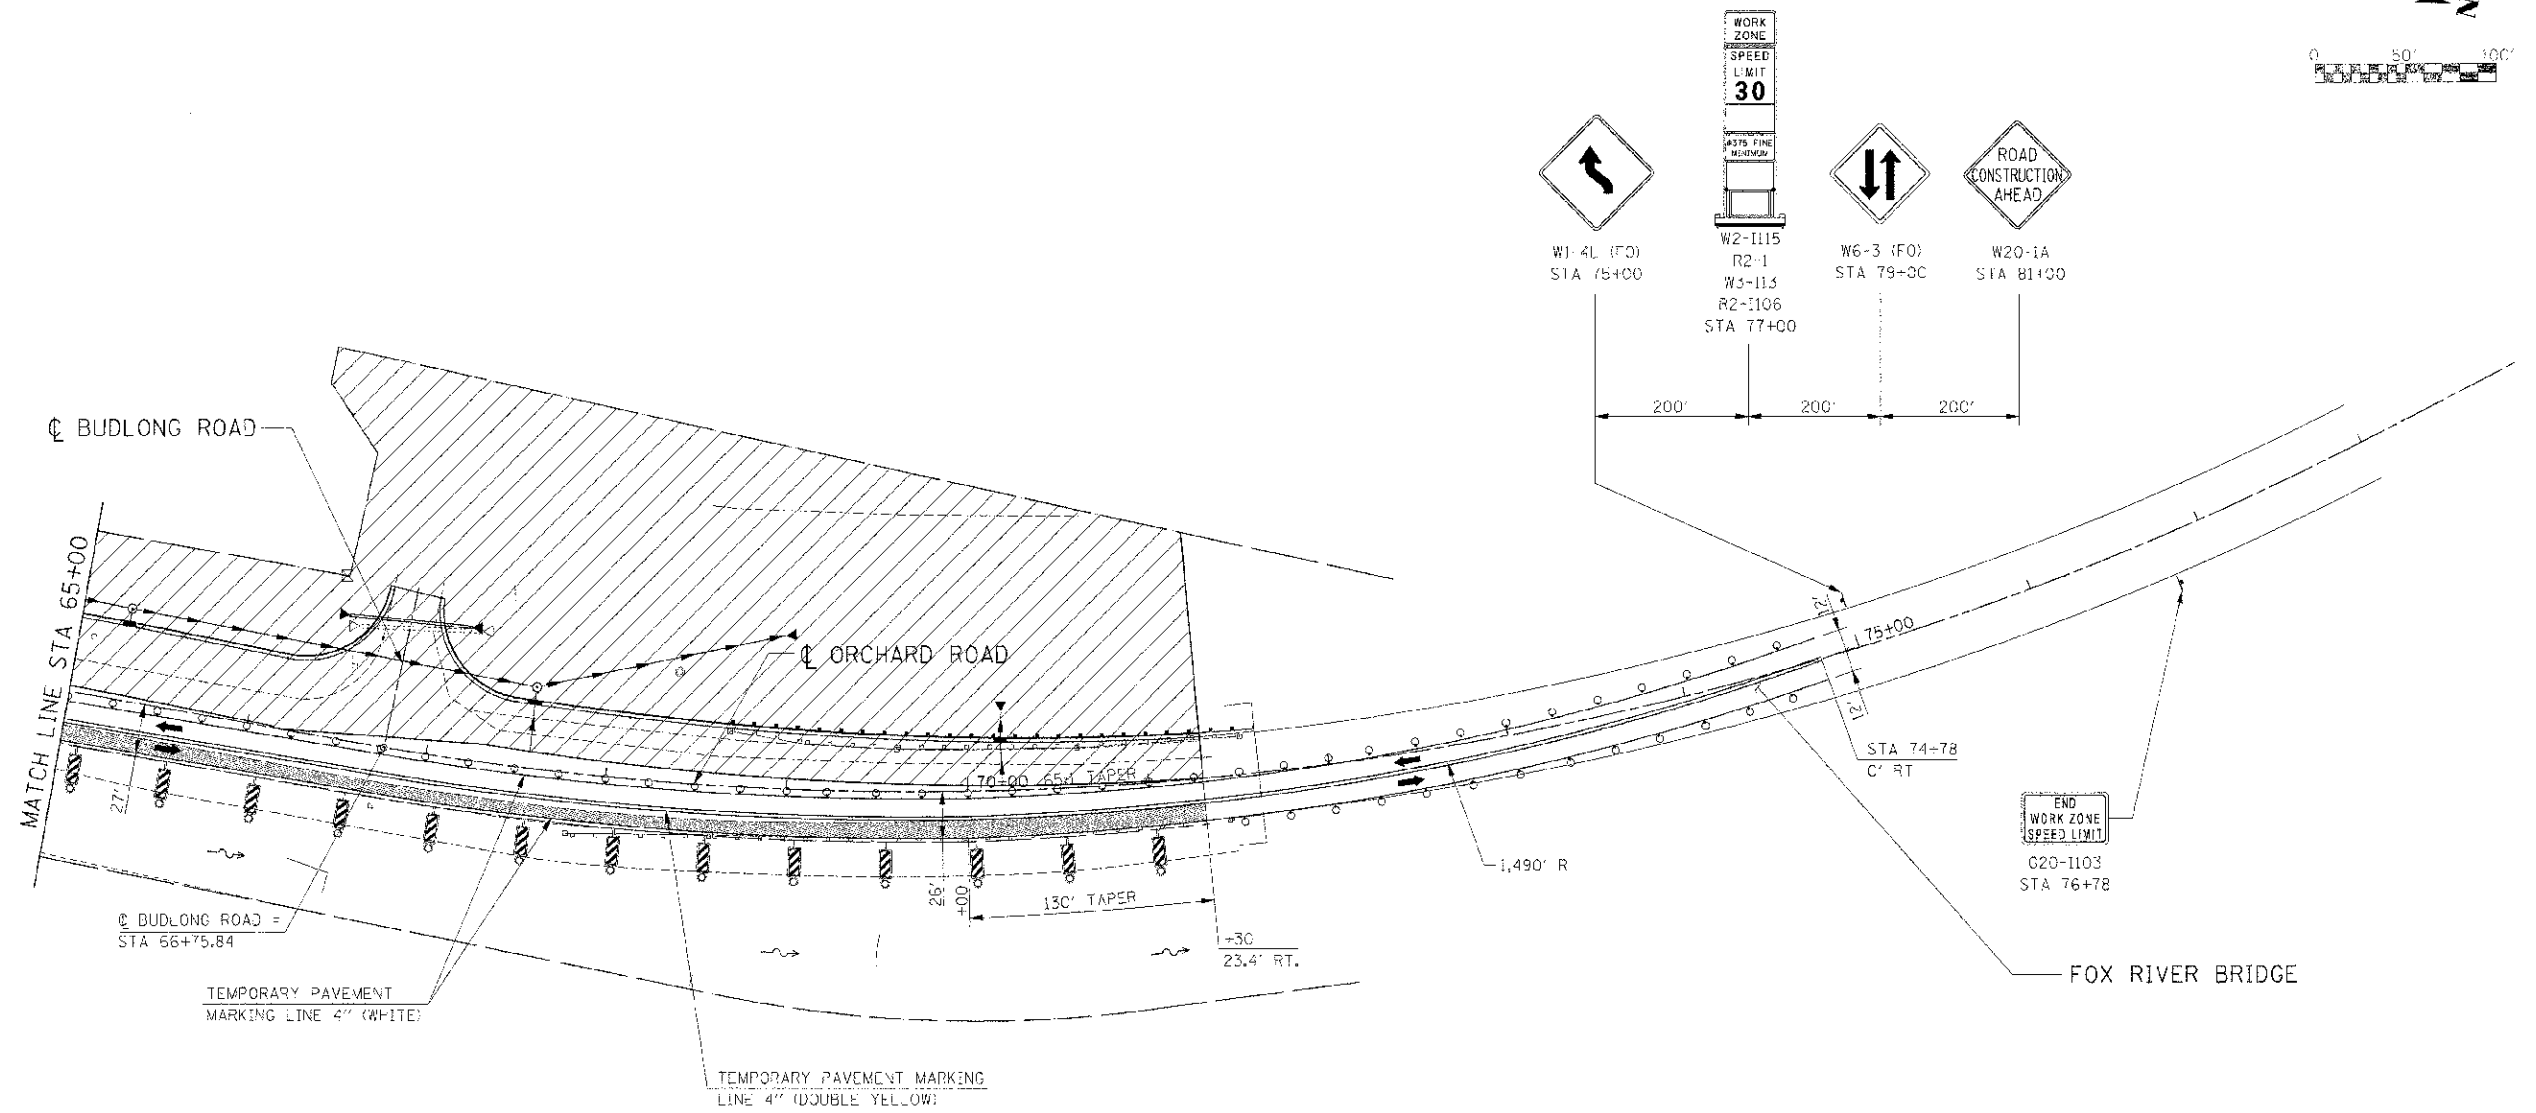 N
0 50' 100'
WORK
ZONE
SPEED
LIMIT
30
$375 FINE
MINIMUM
ROAD
CONSTRUCTION
AHEAD
W1-4L (FO)
STA 75+00
W2-I115
R2-1
W3-I13
R2-I106
STA 77+00
W6-3 (FO)
STA 79+00
W20-1A
STA 81+00
200' 200' 200'
℄ BUDLONG ROAD
MATCH LINE STA 65+00
℄ ORCHARD ROAD
70+00 65:1 TAPER
12'
75+00
12'
STA 74+78
0' RT
27'
26'
+00
130' TAPER
+30
23.4' RT.
1,490' R
END
WORK ZONE
SPEED LIMIT
G20-I103
STA 76+78
℄ BUDLONG ROAD =
STA 66+75.84
FOX RIVER BRIDGE
TEMPORARY PAVEMENT
MARKING LINE 4" (WHITE)
TEMPORARY PAVEMENT MARKING
LINE 4" (DOUBLE YELLOW)